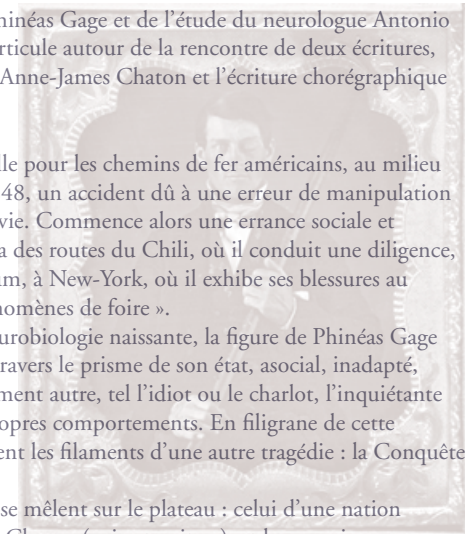 hinéas Gage et de l'étude du neurologue Antonio
rticule autour de la rencontre de deux écritures,
Anne-James Chaton et l'écriture chorégraphique
lle pour les chemins de fer américains, au milieu
48, un accident dû à une erreur de manipulation
vie. Commence alors une errance sociale et
a des routes du Chili, où il conduit une diligence,
um, à New-York, où il exhibe ses blessures au
nomènes de foire ».
urobiologie naissante, la figure de Phinéas Gage
ravers le prisme de son état, asocial, inadapté,
ment autre, tel l'idiot ou le charlot, l'inquiétante
opres comportements. En filigrane de cette
ent les filaments d'une autre tragédie : la Conquête
se mêlent sur le plateau : celui d'une nation